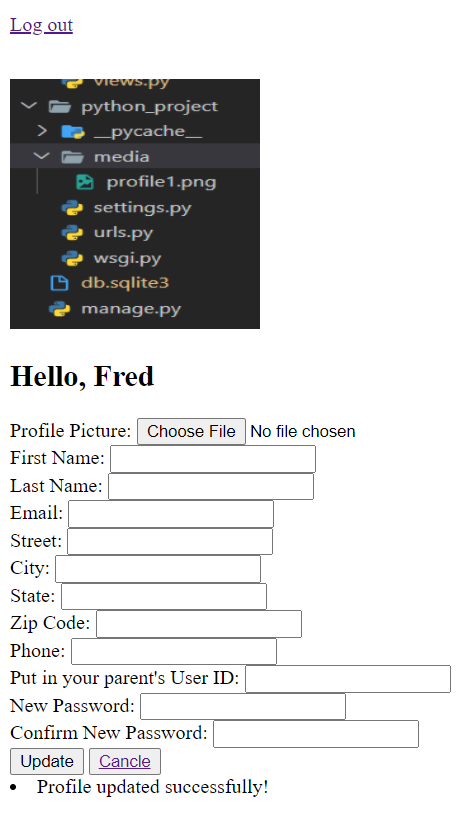 Log out
views.py
python_project
__pycache__
media
profile1.png
settings.py
urls.py
wsgi.py
db.sqlite3
manage.py
Hello, Fred
Profile Picture: Choose File No file chosen
First Name:
Last Name:
Email:
Street:
City:
State:
Zip Code:
Phone:
Put in your parent's User ID:
New Password:
Confirm New Password:
Update Cancle
• Profile updated successfully!